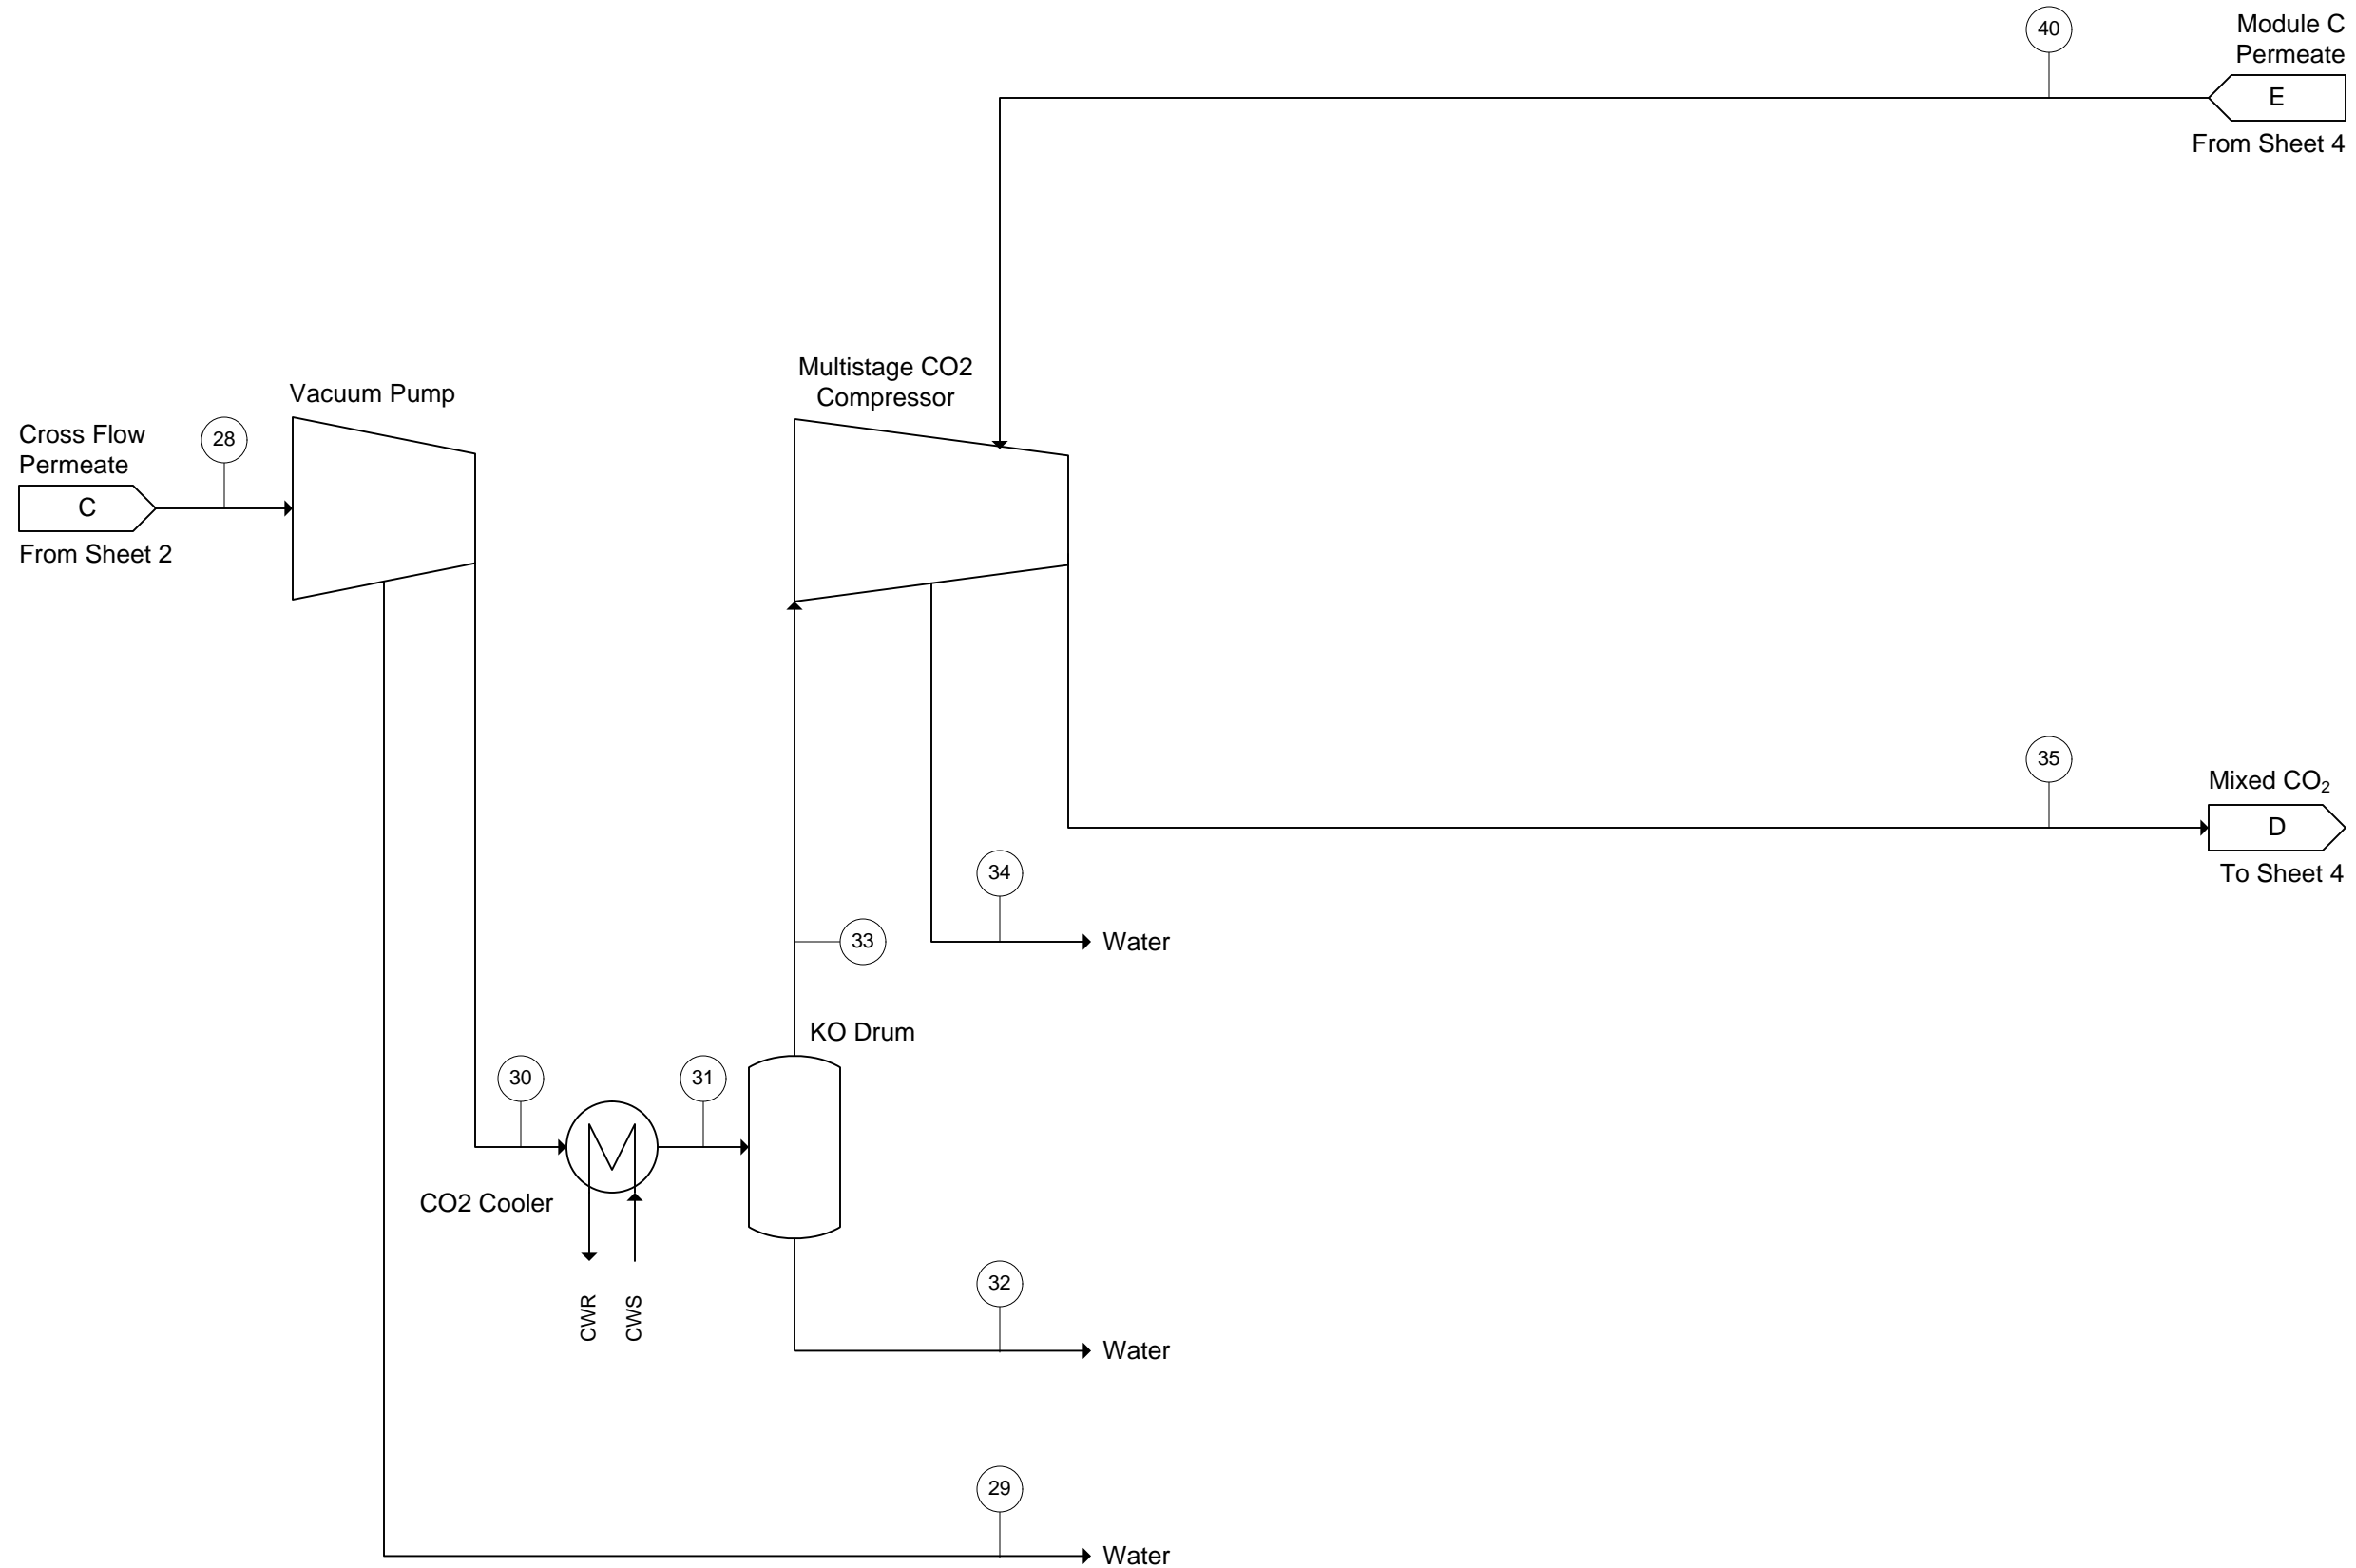 40
Module C
Permeate
E
From Sheet 4
Multistage CO2
Compressor
Vacuum Pump
Cross Flow
Permeate
28
C
From Sheet 2
35
Mixed CO₂
D
To Sheet 4
34
Water
33
KO Drum
30
31
CO2 Cooler
CWR
CWS
32
Water
29
Water